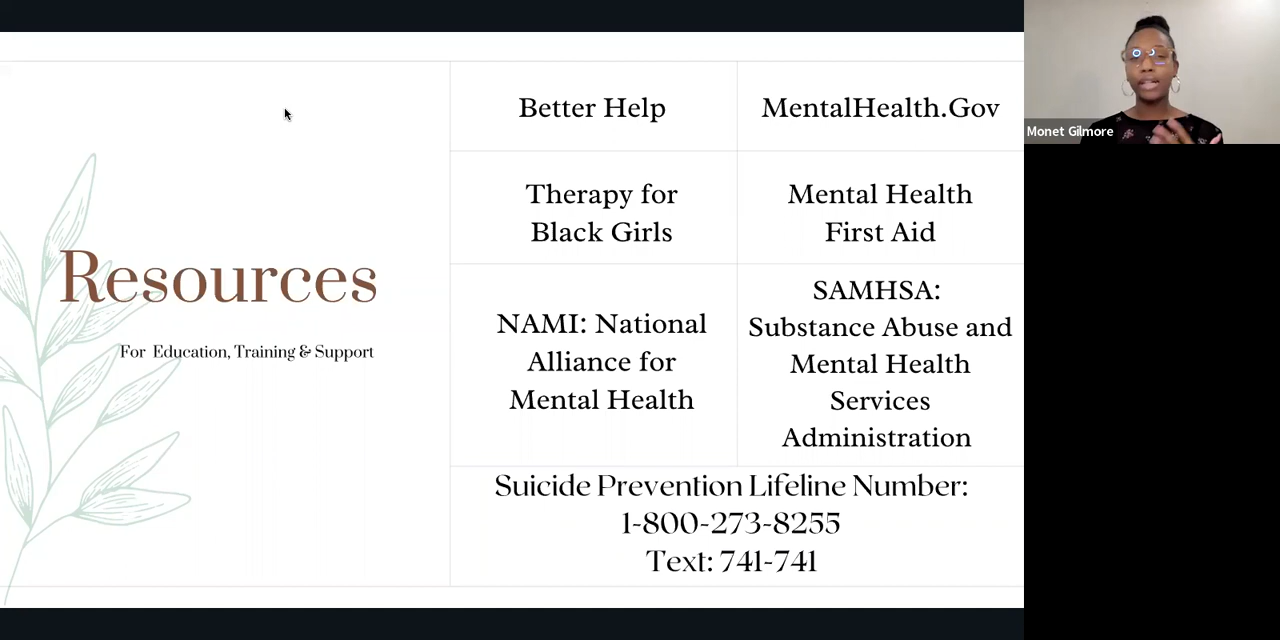 Resources
For Education, Training & Support
Better Help
MentalHealth.Gov
Therapy for
Black Girls
Mental Health
First Aid
NAMI: National
Alliance for
Mental Health
SAMHSA:
Substance Abuse and
Mental Health
Services
Administration
Suicide Prevention Lifeline Number:
1-800-273-8255
Text: 741-741
Monet Gilmore